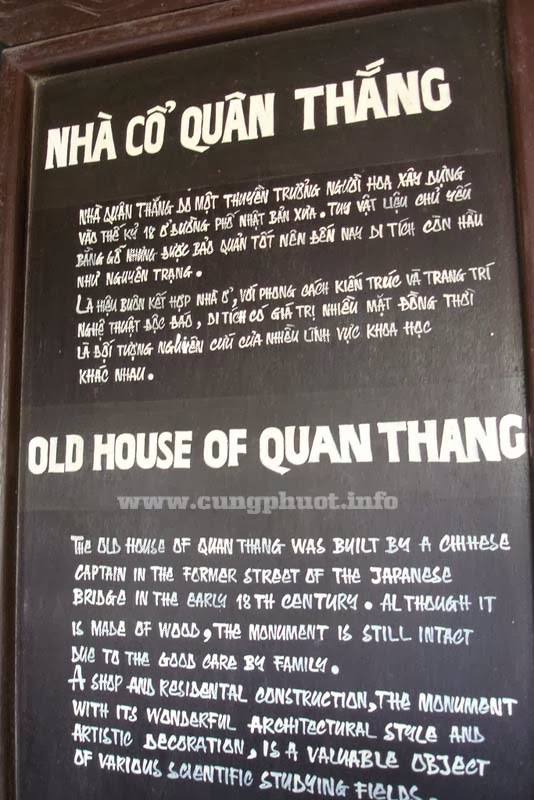 NHÀ CỔ QUÂN THẮNG
NHÀ QUÂN THẮNG DO MỘT THUYỀN TRƯỞNG NGƯỜI HOA XÂY DỰNG
VÀO THẾ KỶ 18 Ở ĐƯỜNG PHỐ NHẬT BẢN XƯA. TUY VẬT LIỆU CHỦ YẾU
BẰNG GỖ NHƯNG ĐƯỢC BẢO QUẢN TỐT NÊN ĐẾN NAY DI TÍCH CÒN HẦU
NHƯ NGUYÊN TRẠNG.
LÀ HIỆU BUÔN KẾT HỢP NHÀ Ở, VỚI PHONG CÁCH KIẾN TRÚC VÀ TRANG TRÍ
NGHỆ THUẬT ĐỘC ĐÁO, DI TÍCH CÓ GIÁ TRỊ NHIỀU MẶT ĐỒNG THỜI
LÀ ĐỐI TƯỢNG NGHIÊN CỨU CỦA NHIỀU LĨNH VỰC KHOA HỌC
KHÁC NHAU.
OLD HOUSE OF QUAN THANG
www.cungphuot.info
THE OLD HOUSE OF QUAN THANG WAS BUILT BY A CHIHESE
CAPTAIN IN THE FORMER STREET OF THE JAPANESE
BRIDGE IN THE EARLY 18TH CENTURY. ALTHOUGH IT
IS MADE OF WOOD, THE MONUMENT IS STILL INTACT
DUE TO THE GOOD CARE BY FAMILY.
A SHOP AND RESIDENTAL CONSTRUCTION, THE MONUMENT
WITH ITS WONDERFUL ARCHITECTURAL STYLE AND
ARTISTIC DECORATION, IS A VALUABLE OBJECT
OF VARIOUS SCIENTIFIC STUDYING FIELDS.